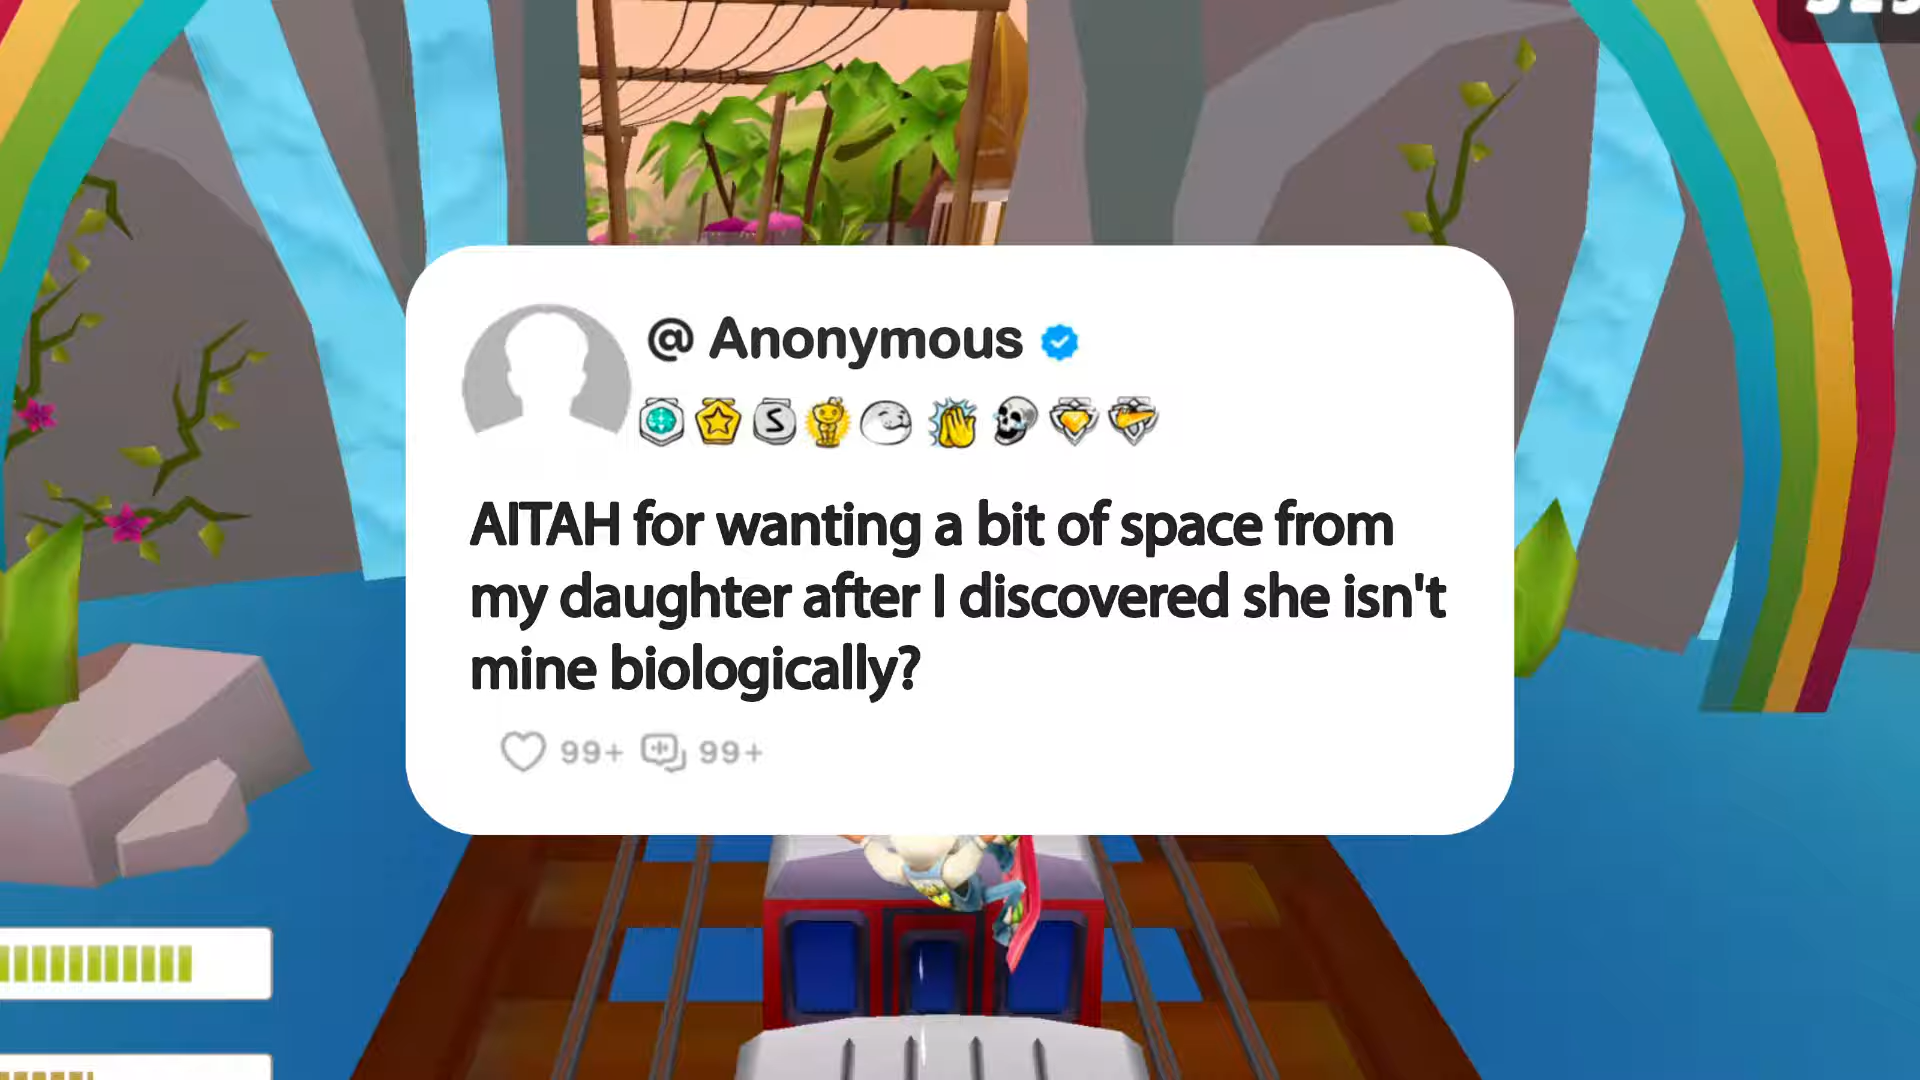 @ Anonymous
AITAH for wanting a bit of space from
my daughter after I discovered she isn't
mine biologically?
99+ 99+